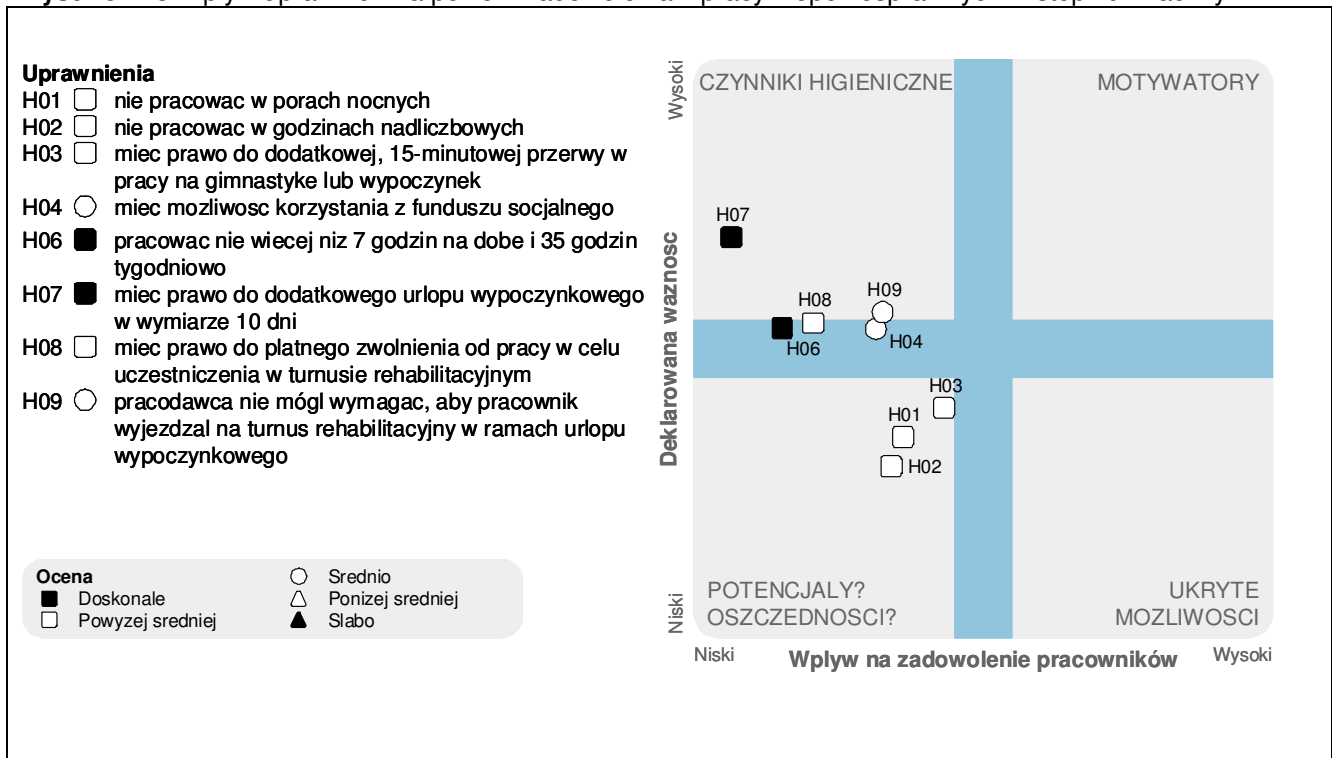 Uprawnienia
H01 nie pracowac w porach nocnych
H02 nie pracowac w godzinach nadliczbowych
H03 miec prawo do dodatkowej, 15-minutowej przerwy w
pracy na gimnastyke lub wypoczynek
H04 miec mozliwosc korzystania z funduszu socjalnego
H06 pracowac nie wiecej niz 7 godzin na dobe i 35 godzin
tygodniowo
H07 miec prawo do dodatkowego urlopu wypoczynkowego
w wymiarze 10 dni
H08 miec prawo do platnego zwolnienia od pracy w celu
uczestniczenia w turnusie rehabilitacyjnym
H09 pracodawca nie mógl wymagac, aby pracownik
wyjezdzal na turnus rehabilitacyjny w ramach urlopu
wypoczynkowego
Ocena
Doskonale
Powyzej sredniej
Srednio
Ponizej sredniej
Slabo
Wysoki
Deklarowana waznosc
Niski
CZYNNIKI HIGIENICZNE
MOTYWATORY
H07
H08
H09
H06
H04
H03
H01
H02
POTENCJALY?
OSZCZEDNOSCI?
UKRYTE
MOZLIWOSCI
Niski
Wplyw na zadowolenie pracowników
Wysoki